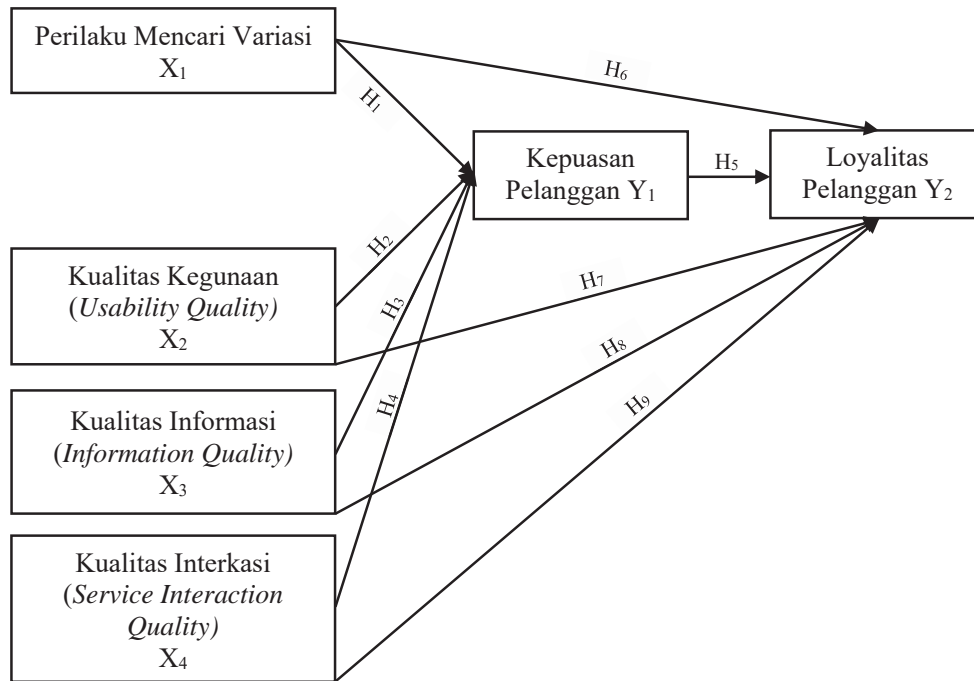 Perilaku Mencari Variasi
X₁
H₆
H₁
Kepuasan
Pelanggan Y₁
H₅
Loyalitas
Pelanggan Y₂
H₂
Kualitas Kegunaan
(Usability Quality)
X₂
H₇
H₃
H₈
H₄
H₉
Kualitas Informasi
(Information Quality)
X₃
Kualitas Interkasi
(Service Interaction
Quality)
X₄